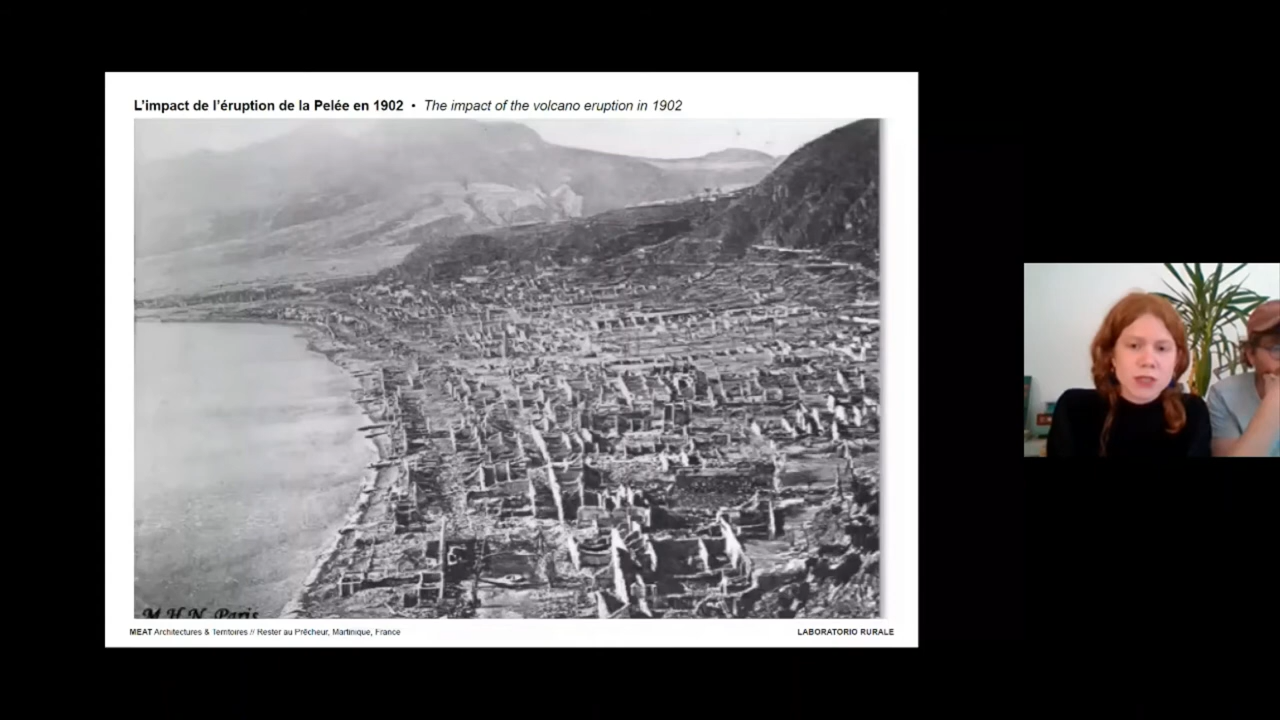 L'impact de l'éruption de la Pelée en 1902 • The impact of the volcano eruption in 1902
M.H.N. Paris
MEAT Architectures & Territoires // Rester au Prêcheur, Martinique, France
LABORATORIO RURALE